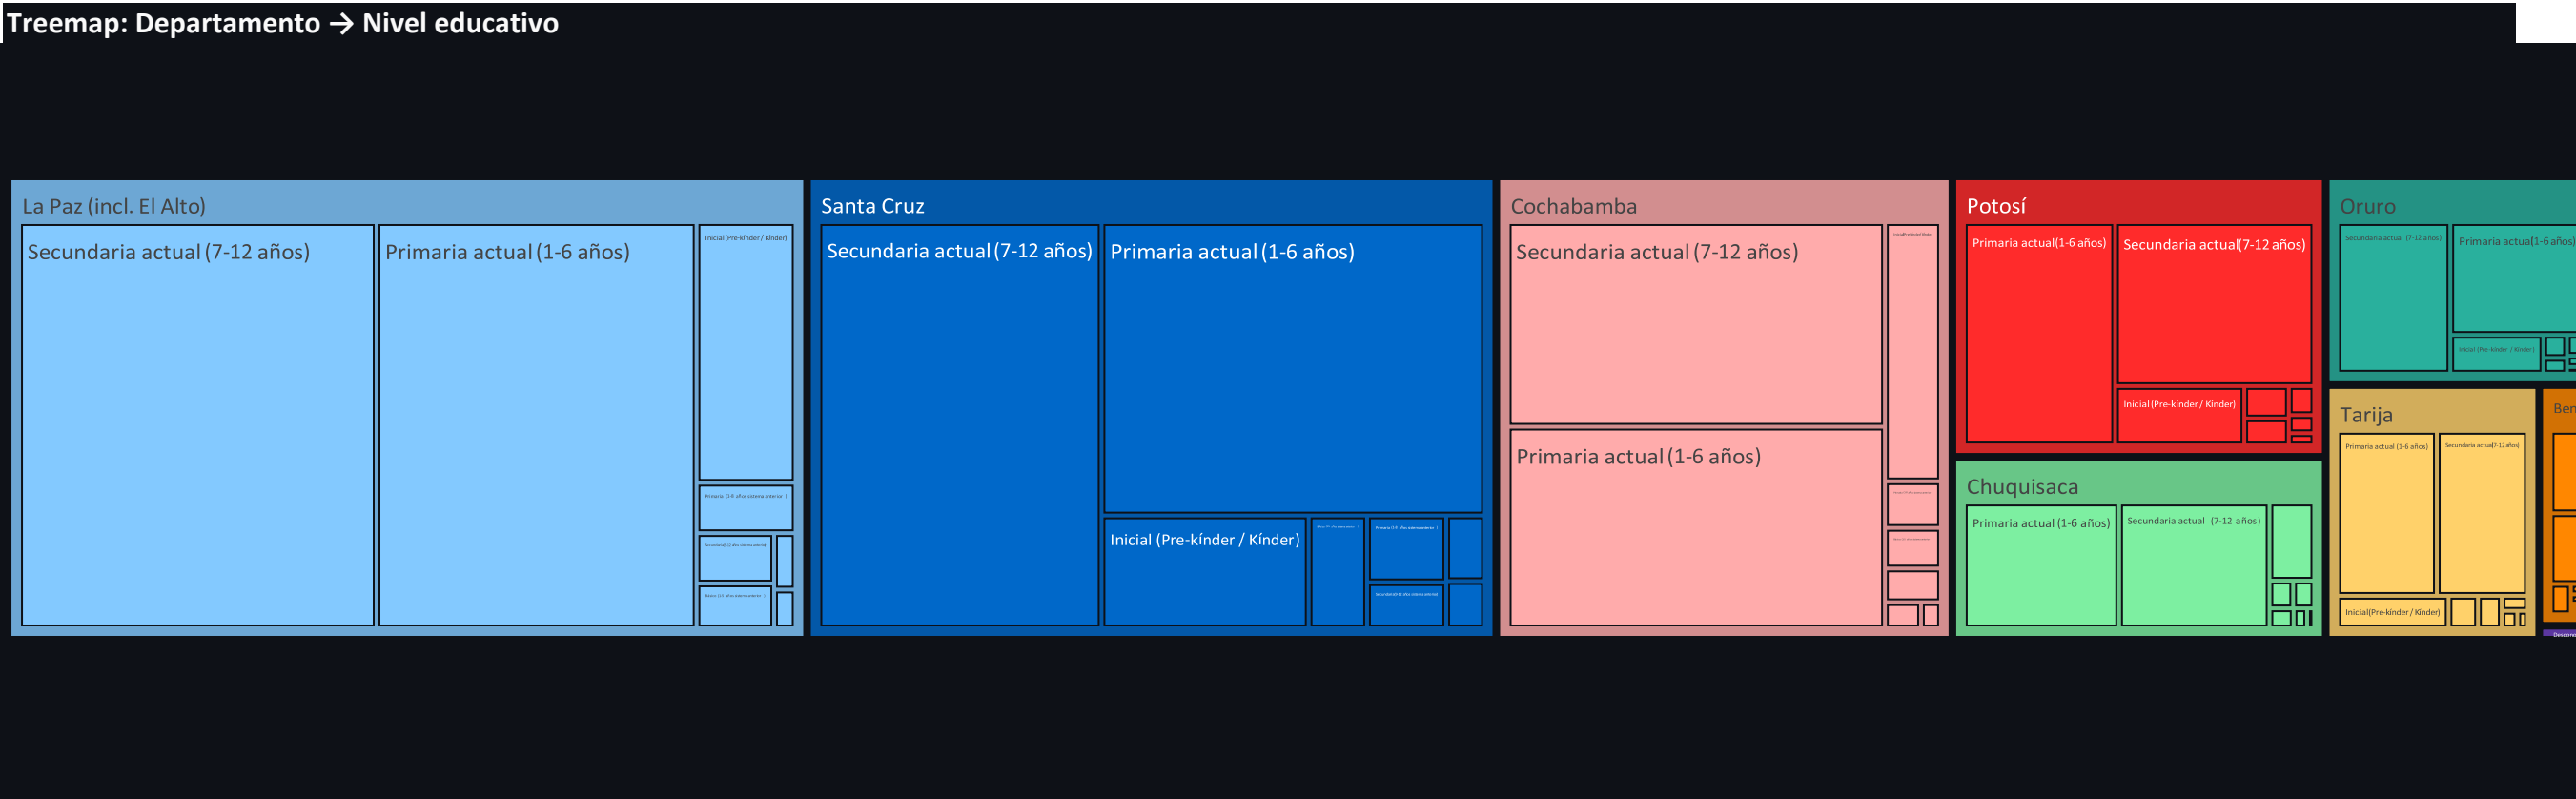 Treemap: Departamento → Nivel educativo
La Paz (incl. El Alto)
Secundaria actual (7-12 años)
Primaria actual (1-6 años)
Inicial (Pre-kínder / Kínder)
Santa Cruz
Secundaria actual (7-12 años)
Primaria actual (1-6 años)
Inicial (Pre-kínder / Kínder)
Cochabamba
Secundaria actual (7-12 años)
Primaria actual (1-6 años)
Potosí
Primaria actual (1-6 años)
Secundaria actual (7-12 años)
Inicial (Pre-kínder / Kínder)
Chuquisaca
Primaria actual (1-6 años)
Secundaria actual (7-12 años)
Oruro
Secundaria actual (7-12 años)
Primaria actual (1-6 años)
Inicial (Pre-kínder / Kínder)
Tarija
Primaria actual (1-6 años)
Secundaria actual (7-12 años)
Inicial (Pre-kínder / Kínder)
Ben